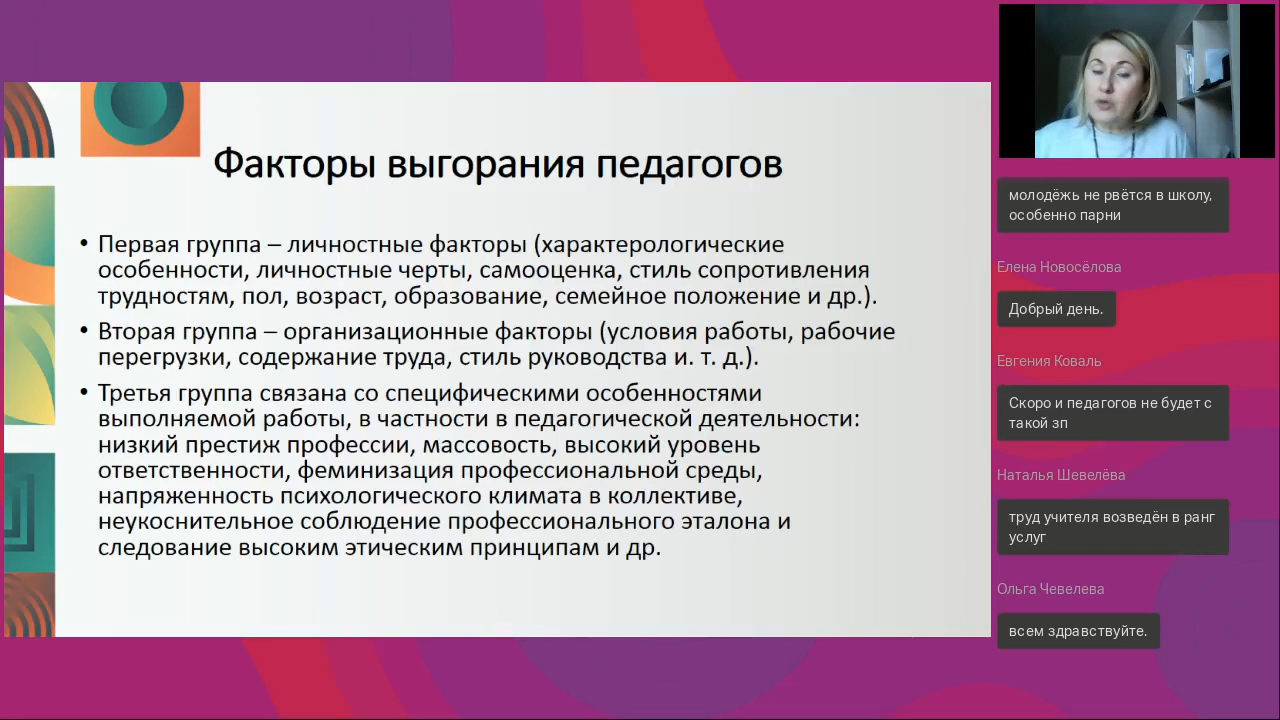 Факторы выгорания педагогов
• Первая группа – личностные факторы (характерологические
особенности, личностные черты, самооценка, стиль сопротивления
трудностям, пол, возраст, образование, семейное положение и др.).
• Вторая группа – организационные факторы (условия работы, рабочие
перегрузки, содержание труда, стиль руководства и. т. д.).
• Третья группа связана со специфическими особенностями
выполняемой работы, в частности в педагогической деятельности:
низкий престиж профессии, массовость, высокий уровень
ответственности, феминизация профессиональной среды,
напряженность психологического климата в коллективе,
неукоснительное соблюдение профессионального эталона и
следование высоким этическим принципам и др.
молодёжь не рвётся в школу,
особенно парни
Елена Новосёлова
Добрый день.
Евгения Коваль
Скоро и педагогов не будет с
такой зп
Наталья Шевелёва
труд учителя возведён в ранг
услуг
Ольга Чевелева
всем здравствуйте.